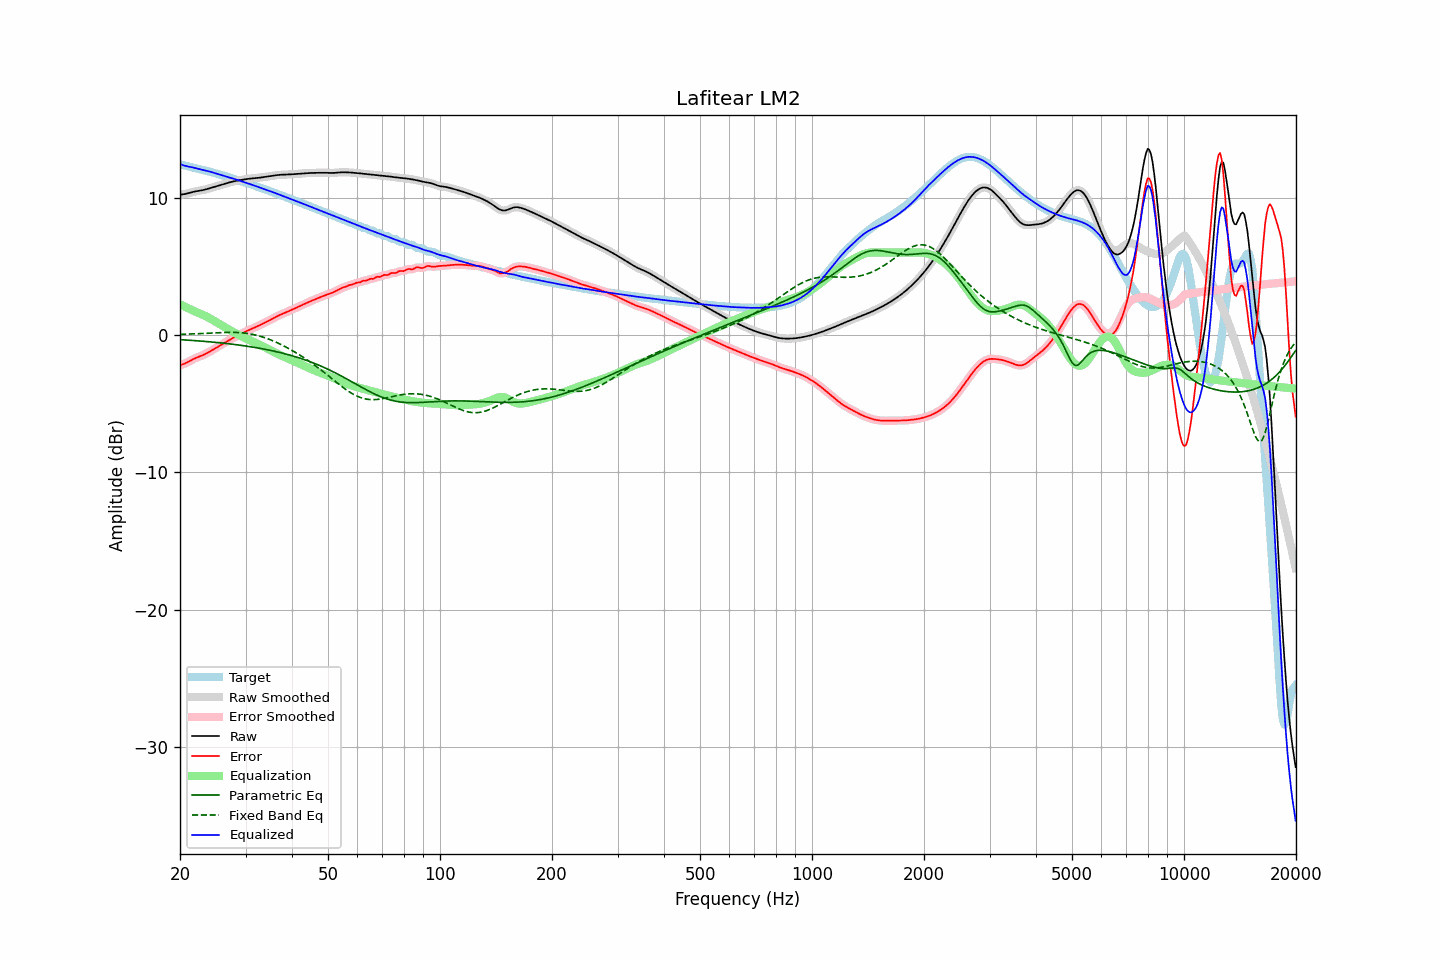 Lafitear LM2
Amplitude (dBr)
10
0
−10
−20
−30
Target
Raw Smoothed
Error Smoothed
Raw
Error
Equalization
Parametric Eq
Fixed Band Eq
Equalized
20 50 100 200 500 1000 2000 5000 10000 20000
Frequency (Hz)